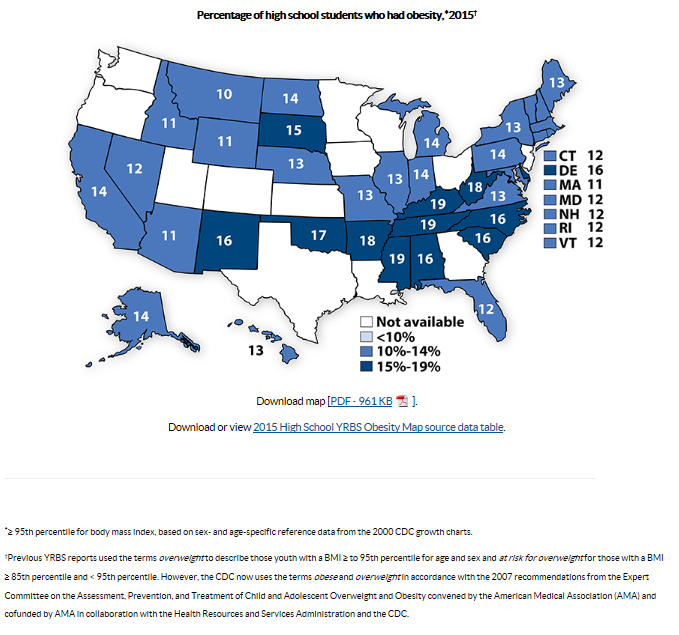 Percentage of high school students who had obesity,*2015†
13
10
14
11
15
13
11
14
14
12
13
CT 12
DE 16
MA 11
MD 12
NH 12
RI 12
VT 12
14
13
13
14
18
13
19
11
16
17
18
19
16
16
19
16
12
14
13
Not available
<10%
10%-14%
15%-19%
Download map [PDF - 961 KB ].
Download or view 2015 High School YRBS Obesity Map source data table.
*≥ 95th percentile for body mass index, based on sex- and age-specific reference data from the 2000 CDC growth charts.
†Previous YRBS reports used the terms overweight to describe those youth with a BMI ≥ to 95th percentile for age and sex and at risk for overweight for those with a BMI
≥ 85th percentile and < 95th percentile. However, the CDC now uses the terms obese and overweight in accordance with the 2007 recommendations from the Expert
Committee on the Assessment, Prevention, and Treatment of Child and Adolescent Overweight and Obesity convened by the American Medical Association (AMA) and
cofunded by AMA in collaboration with the Health Resources and Services Administration and the CDC.